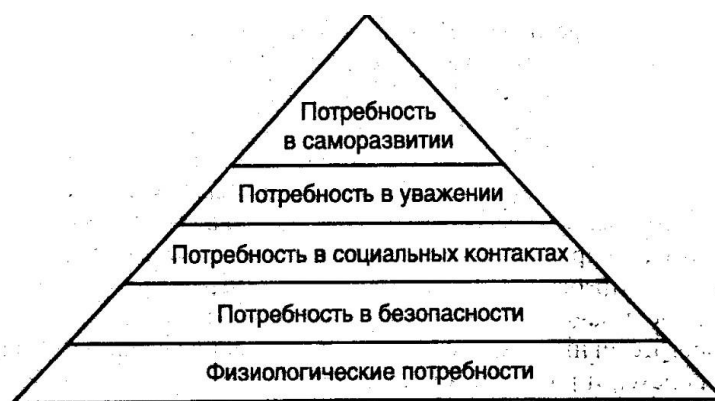 Потребность
в саморазвитии
Потребность в уважении
Потребность в социальных контактах
Потребность в безопасности
Физиологические потребности